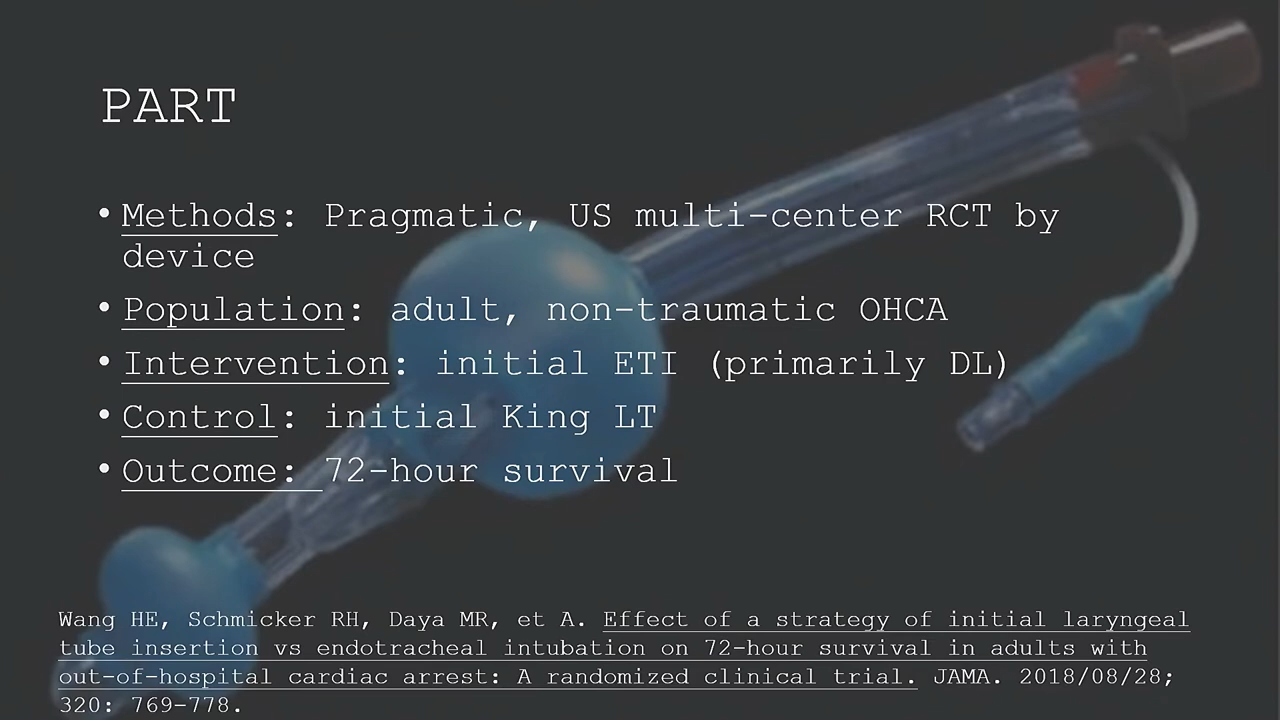 PART
• Methods: Pragmatic, US multi-center RCT by
device
• Population: adult, non-traumatic OHCA
• Intervention: initial ETI (primarily DL)
• Control: initial King LT
• Outcome: 72-hour survival
Wang HE, Schmicker RH, Daya MR, et A. Effect of a strategy of initial laryngeal
tube insertion vs endotracheal intubation on 72-hour survival in adults with
out-of-hospital cardiac arrest: A randomized clinical trial. JAMA. 2018/08/28;
320: 769-778.